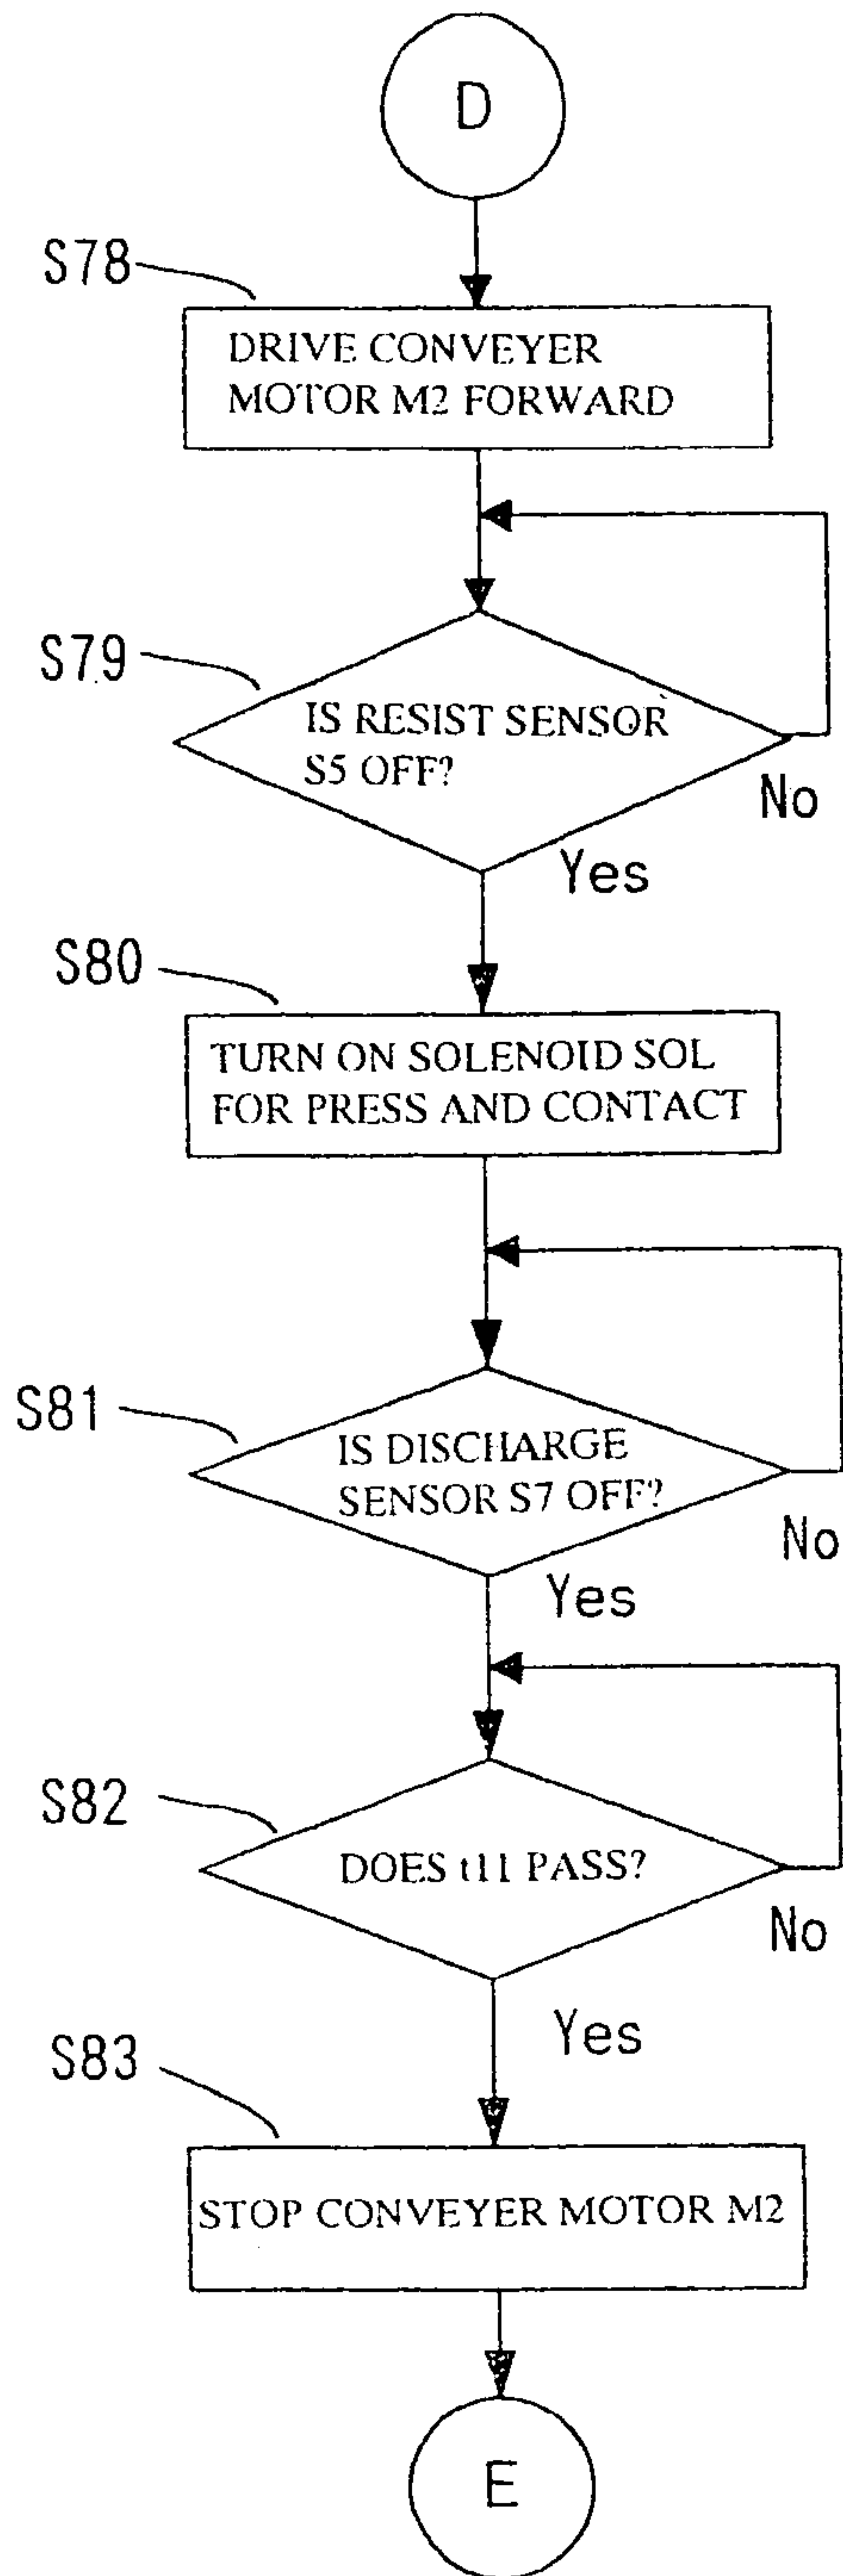 D
S78
DRIVE CONVEYER
MOTOR M2 FORWARD
S79
IS RESIST SENSOR
S5 OFF?
No
Yes
S80
TURN ON SOLENOID SOL
FOR PRESS AND CONTACT
S81
IS DISCHARGE
SENSOR S7 OFF?
No
Yes
S82
DOES t11 PASS?
No
Yes
S83
STOP CONVEYER MOTOR M2
E